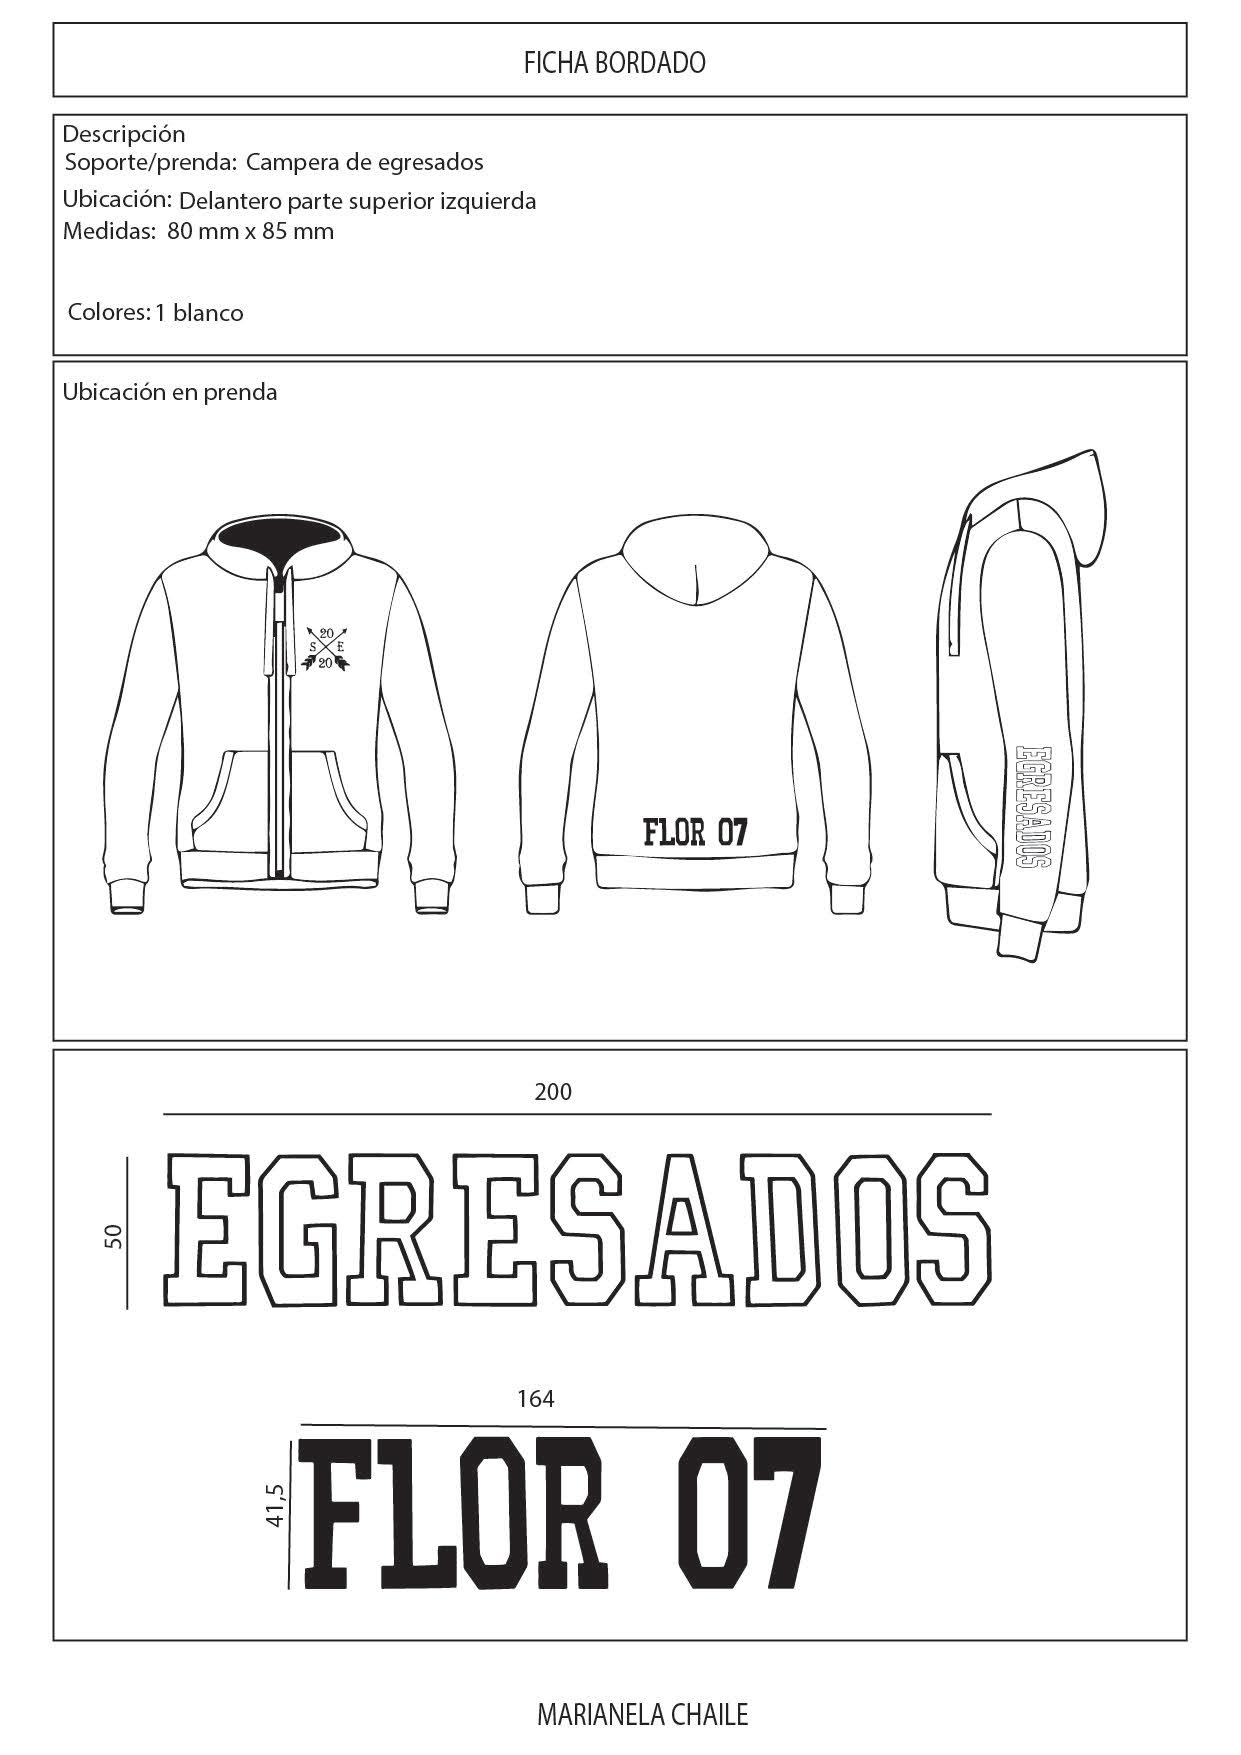 FICHA BORDADO
Descripción
Soporte/prenda: Campera de egresados
Ubicación: Delantero parte superior izquierda
Medidas: 80 mm x 85 mm
Colores: 1 blanco
Ubicación en prenda
20
S E
20
FLOR 07
EGRESADOS
200
50
EGRESADOS
164
41,5
FLOR 07
MARIANELA CHAILE